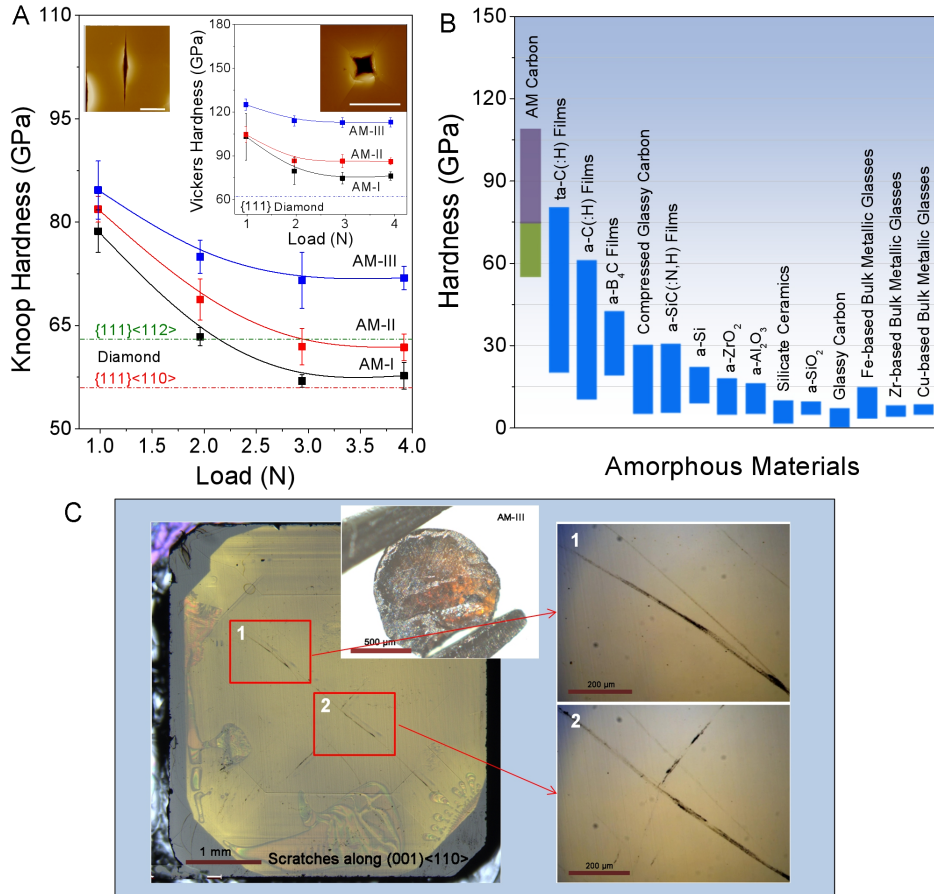 A
110
95
80
65
50
Knoop Hardness (GPa)
1.0
1.5
2.0
2.5
3.0
3.5
4.0
Load (N)
AM-III
AM-II
AM-I
{111}<112>
Diamond
{111}<110>
180
150
120
90
60
Vickers Hardness (GPa)
1
2
3
4
Load (N)
AM-III
AM-II
AM-I
{111} Diamond
B
150
120
90
60
30
0
Hardness (GPa)
AM Carbon
ta-C(:H) Films
a-C(:H) Films
a-B4C Films
Compressed Glassy Carbon
a-SiC(:N,H) Films
a-Si
a-ZrO2
a-Al2O3
Silicate Ceramics
a-SiO2
Glassy Carbon
Fe-based Bulk Metallic Glasses
Zr-based Bulk Metallic Glasses
Cu-based Bulk Metallic Glasses
Amorphous Materials
C
AM-III
500 µm
1
2
1 mm
Scratches along (001)<110>
1
200 µm
2
200 µm